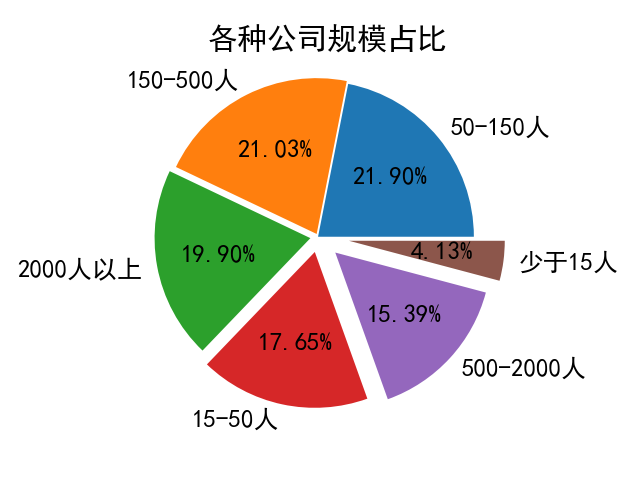 各种公司规模占比
150-500人
50-150人
21.03%
21.90%
2000人以上
19.90%
4.13%
少于15人
17.65%
15.39%
15-50人
500-2000人